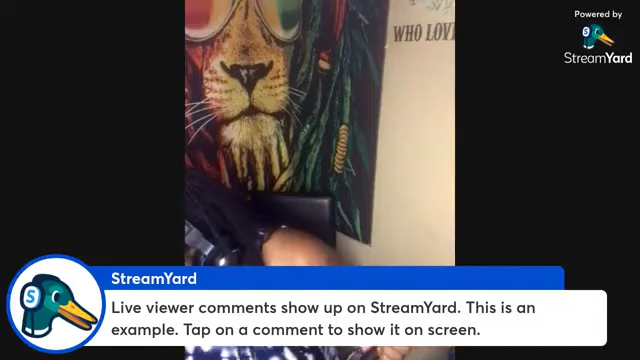 Powered by
StreamYard
WHO
StreamYard
Live viewer comments show up on StreamYard. This is an
example. Tap on a comment to show it on screen.